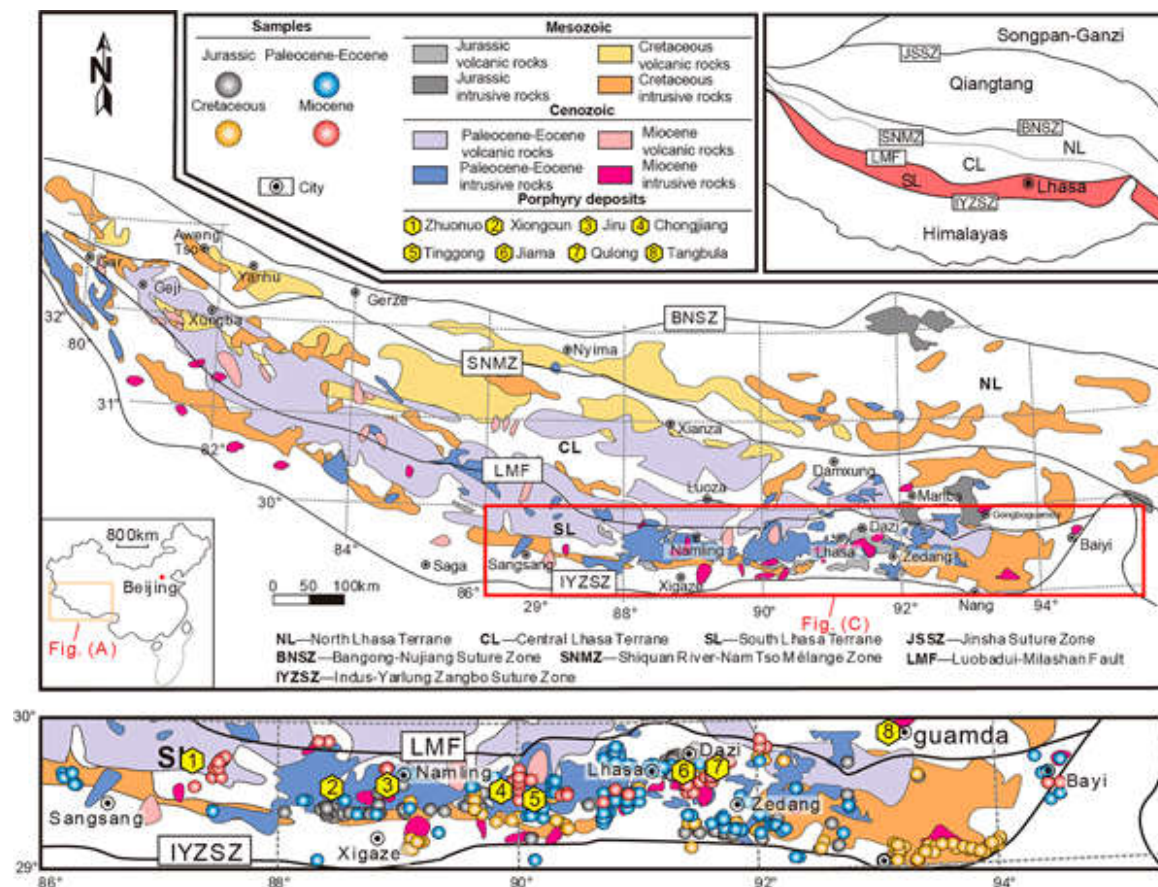 N
Samples
Jurassic Paleocene-Eocene
Cretaceous Miocene
City
Mesozoic
Jurassic volcanic rocks
Cretaceous volcanic rocks
Jurassic intrusive rocks
Cretaceous intrusive rocks
Cenozoic
Paleocene-Eocene volcanic rocks
Miocene volcanic rocks
Paleocene-Eocene intrusive rocks
Miocene intrusive rocks
Porphyry deposits
1 Zhuonuo 2 Xiongcun 3 Jiru 4 Chongjiang
5 Tinggong 6 Jiama 7 Qulong 8 Tangbula
Songpan-Ganzi
JSSZ
Qiangtang
SNMZ
BNSZ
NL
LMF
CL
SL
Lhasa
IYZSZ
Himalayas
Aweng
Tso
Gar
Yanhu
Geji
Gerze
Xungba
32°
80°
BNSZ
Nyima
SNMZ
NL
31°
82°
Xianza
CL
LMF
Damxung
Luoza
Marlba
30°
SL
Gongboguamda
Dazi
Namling
Lhasa
Zedang
Baiyi
84°
Sangsang
Saga
IYZSZ
Xigaze
Nang
86°
29°
88°
90°
92°
94°
0 50 100km
Fig. (C)
800km
Beijing
Fig. (A)
NL—North Lhasa Terrane CL—Central Lhasa Terrane SL—South Lhasa Terrane JSSZ—Jinsha Suture Zone
BNSZ—Bangong-Nujiang Suture Zone SNMZ—Shiquan River-Nam Tso Mélange Zone LMF—Luobadui-Milashan Fault
IYZSZ—Indus-Yarlung Zangbo Suture Zone
30°
LMF
8
guamda
SL
1
Dazi
Namling
Lhasa
6
7
Bayi
2
3
4
5
Zedang
Sangsang
IYZSZ
Xigaze
29°
86°
88
90
92
94